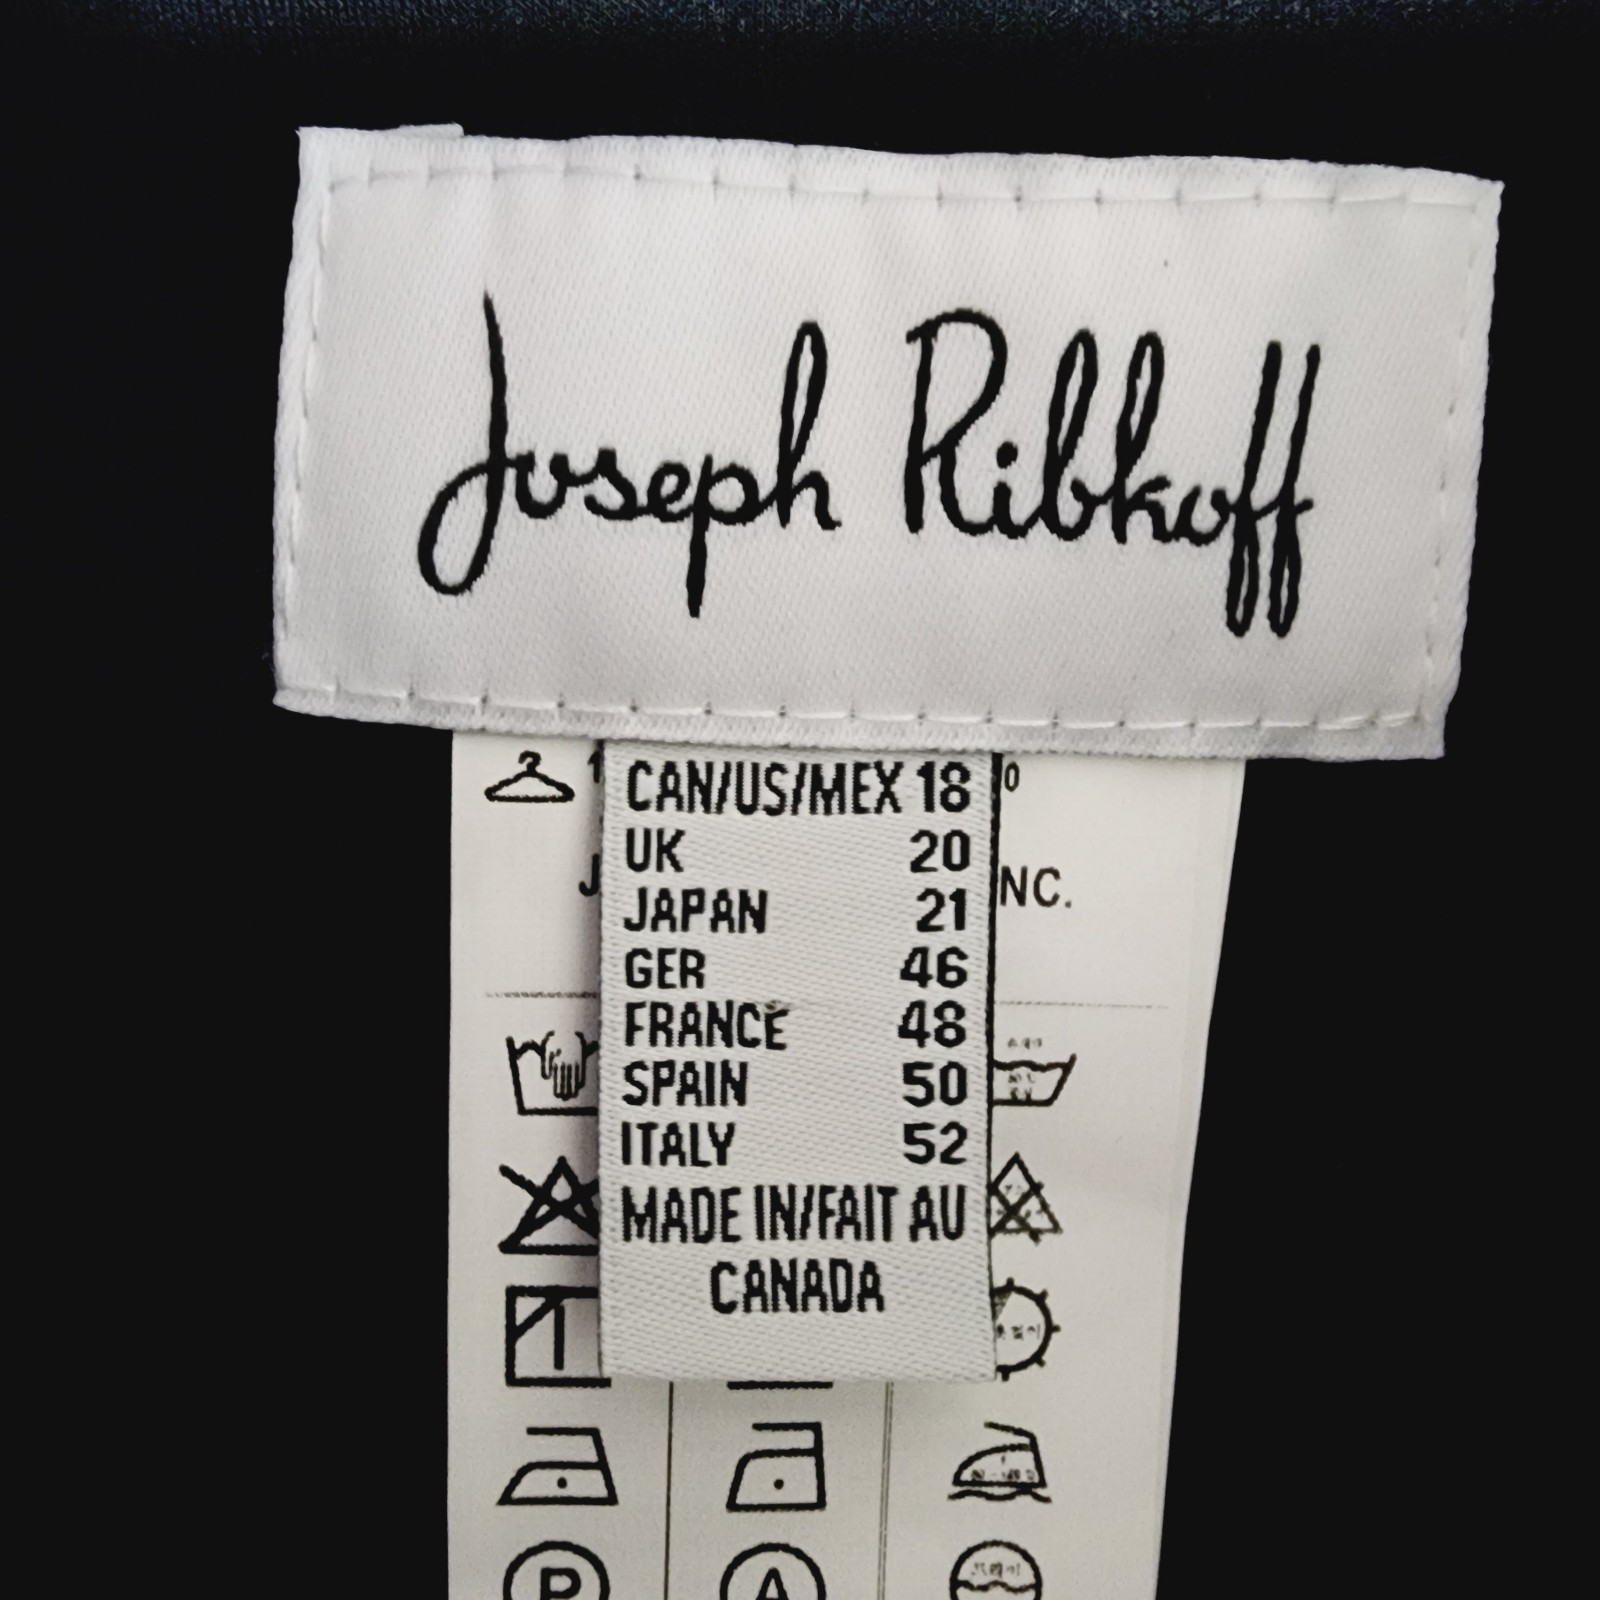 Joseph Ribkoff
CAN/US/MEX 18
UK 20
JAPAN 21
GER 46
FRANCE 48
SPAIN 50
ITALY 52
MADE IN/FAIT AU
CANADA
P
A